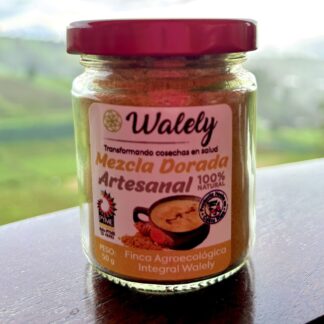 Walely
Transformando cosechas en salud
Mezcla Dorada
Artesanal
100%
NATURAL
PESO:
50 g
Finca Agroecológica
Integral Walely